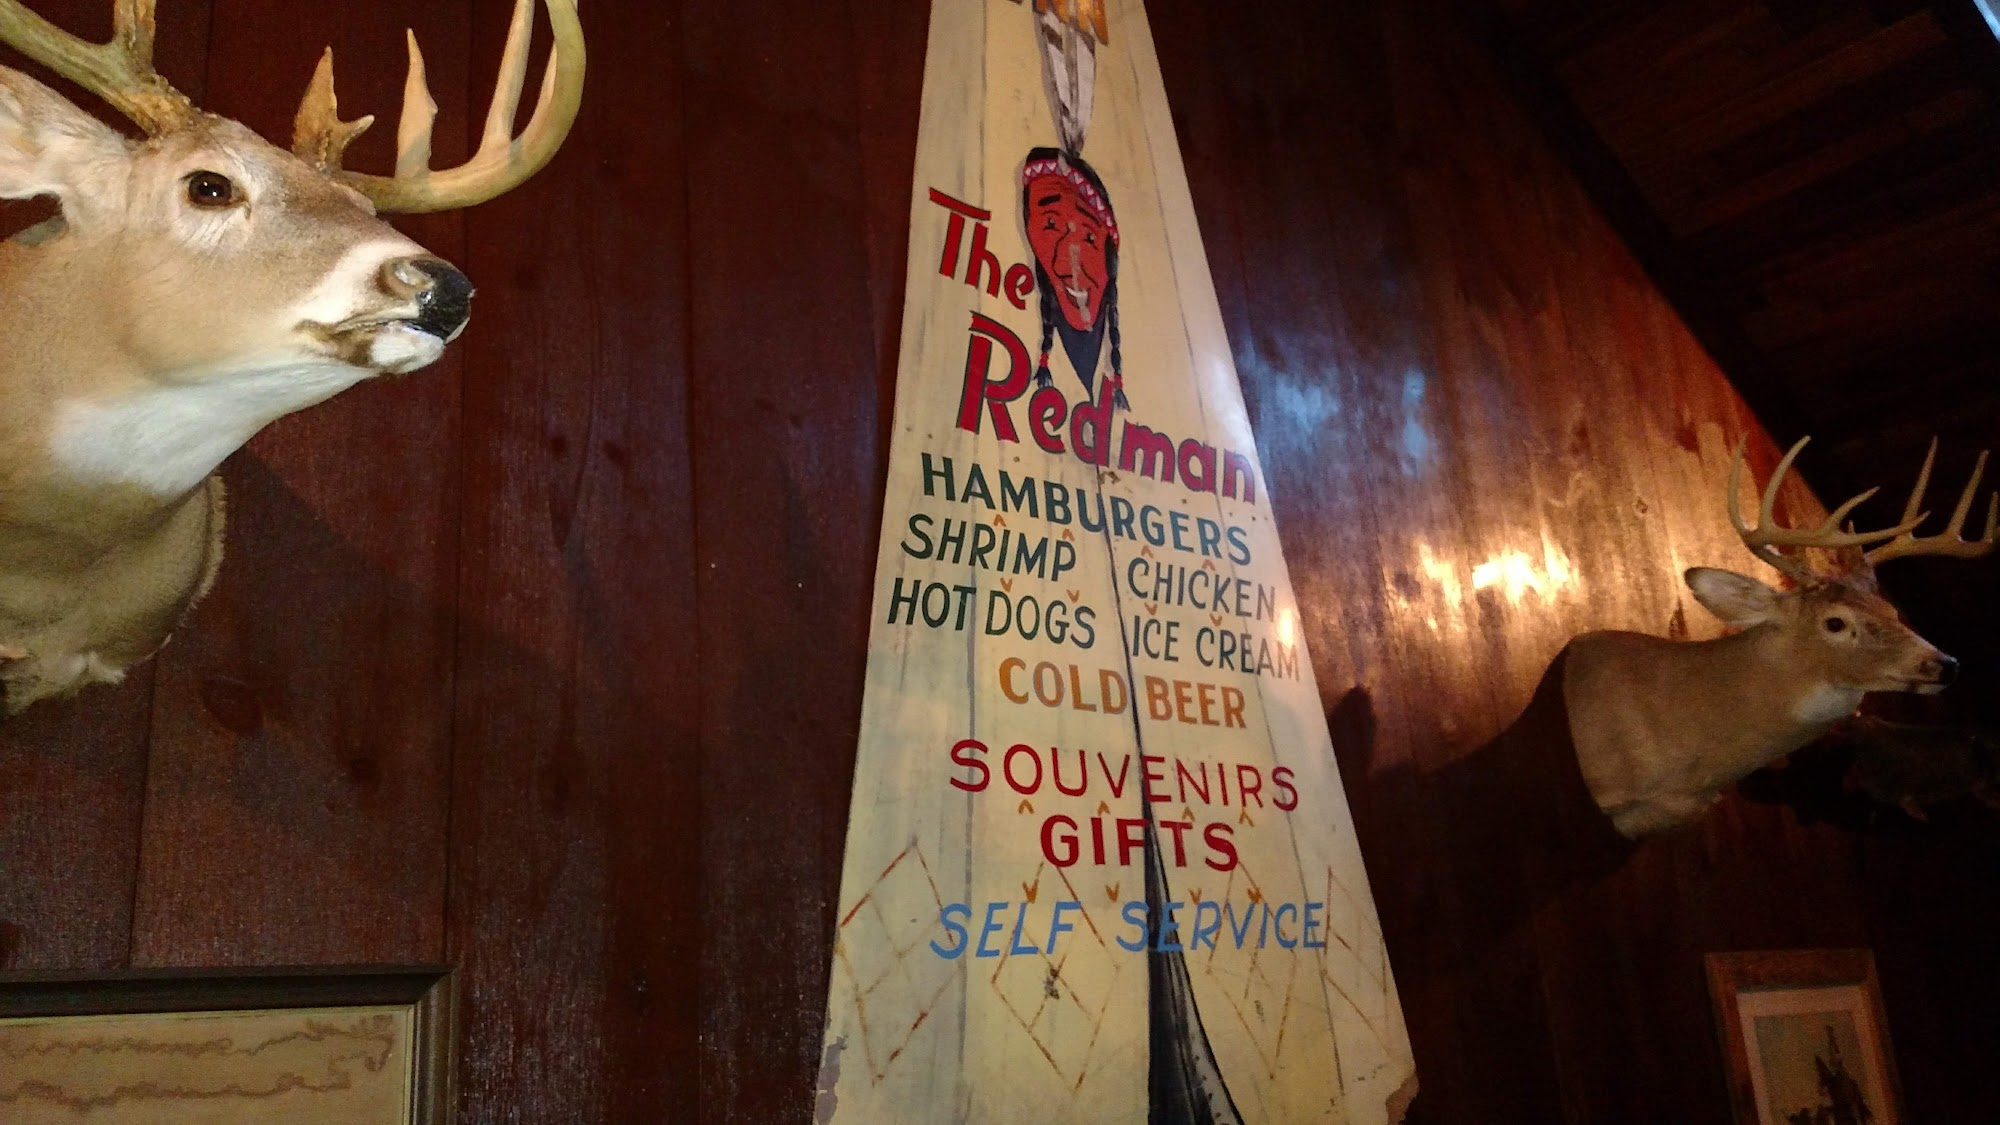 The
Redman
HAMBURGERS
SHRIMP CHICKEN
HOT DOGS ICE CREAM
COLD BEER
SOUVENIRS
GIFTS
SELF SERVICE